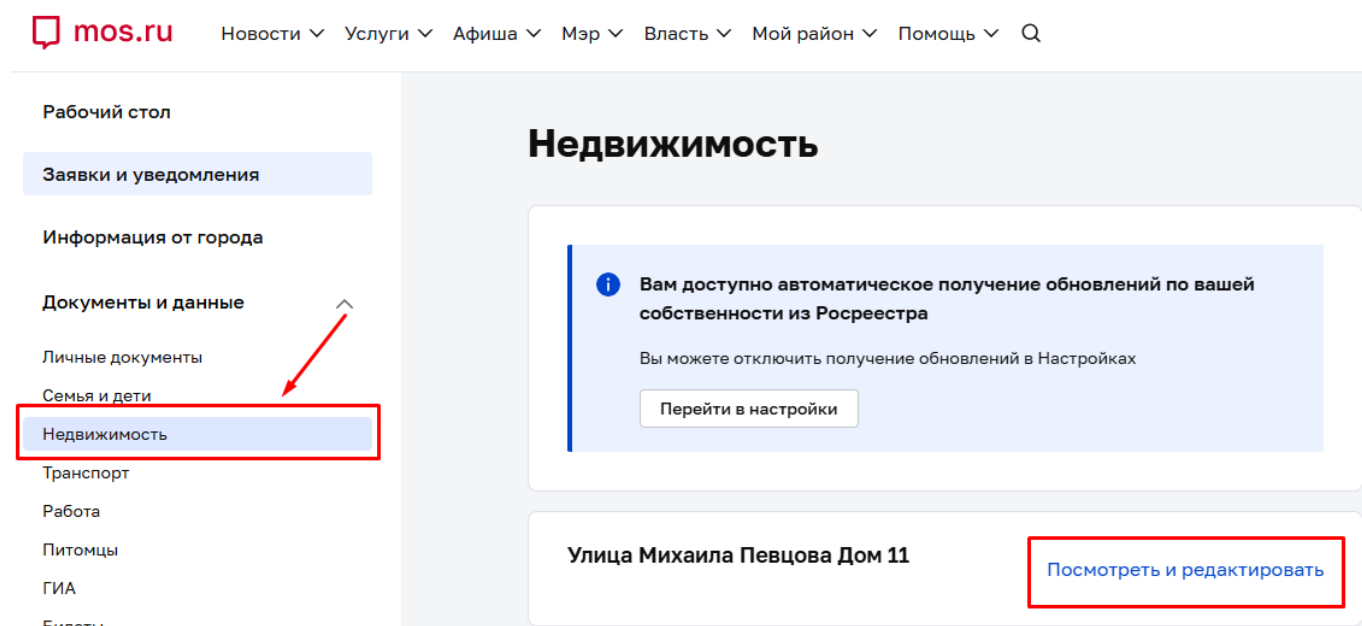 mos.ru
Новости Услуги Афиша Мэр Власть Мой район Помощь
Рабочий стол
Заявки и уведомления
Информация от города
Документы и данные
Личные документы
Семья и дети
Недвижимость
Транспорт
Работа
Питомцы
ГИА
Недвижимость
Вам доступно автоматическое получение обновлений по вашей
собственности из Росреестра
Вы можете отключить получение обновлений в Настройках
Перейти в настройки
Улица Михаила Певцова Дом 11
Посмотреть и редактировать